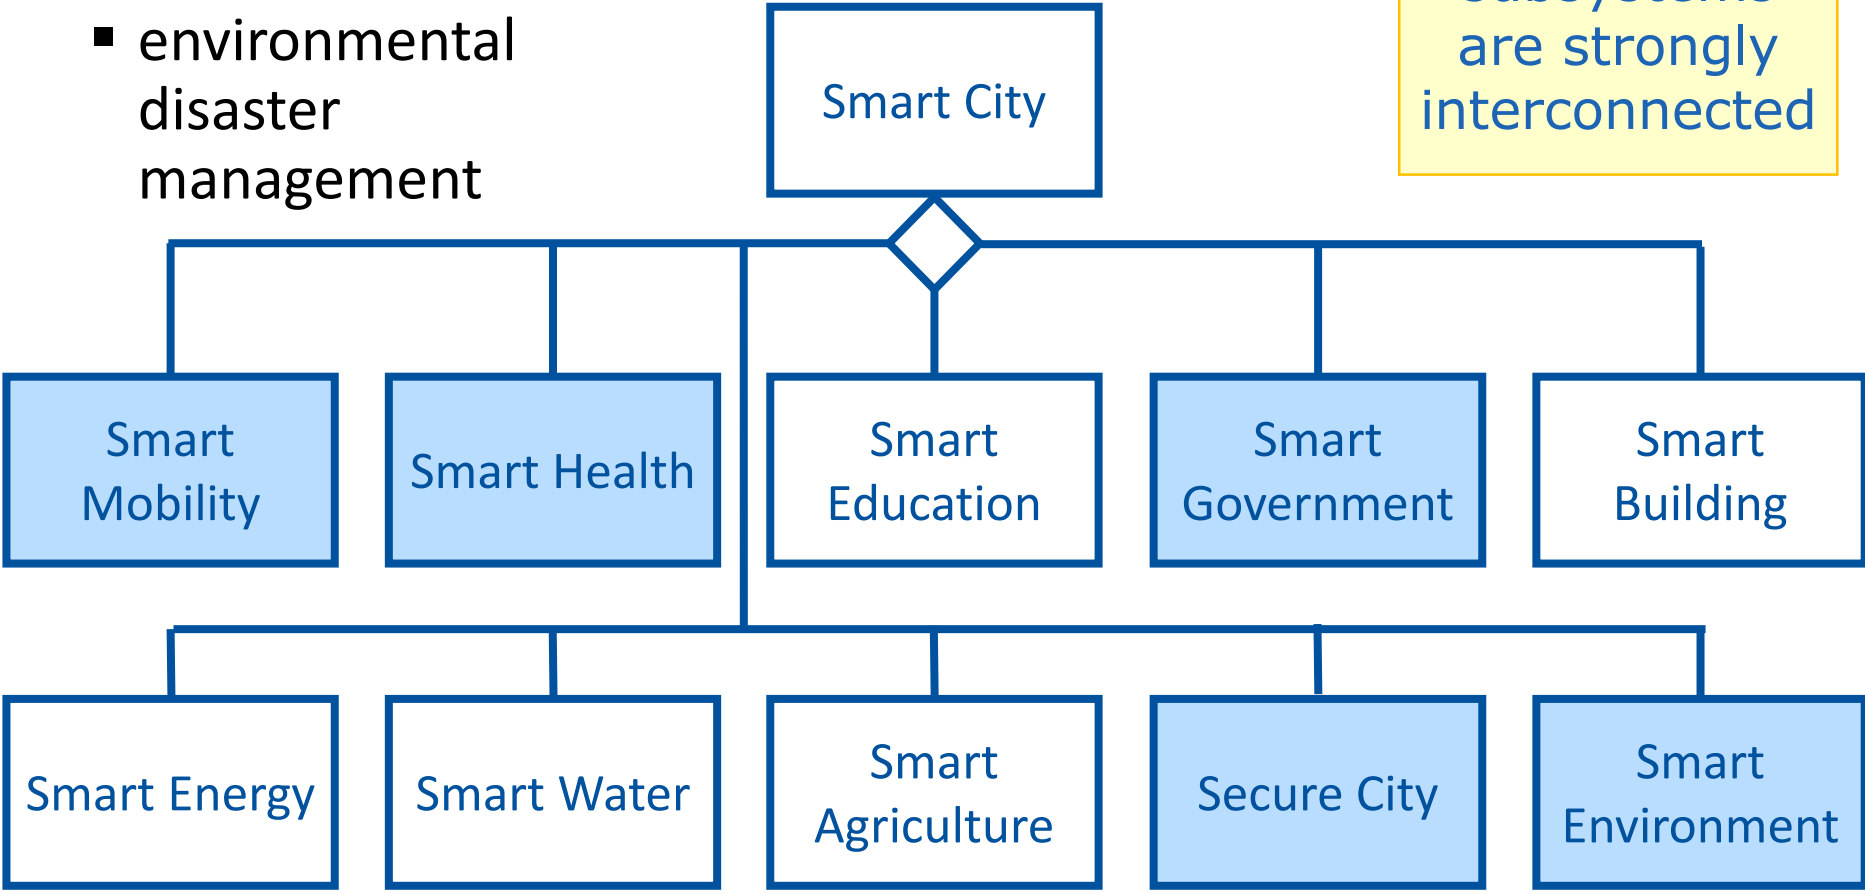 environmental
disaster
management
Smart City
subsystems
are strongly
interconnected
Smart
Mobility
Smart Health
Smart
Education
Smart
Government
Smart
Building
Smart Energy
Smart Water
Smart
Agriculture
Secure City
Smart
Environment